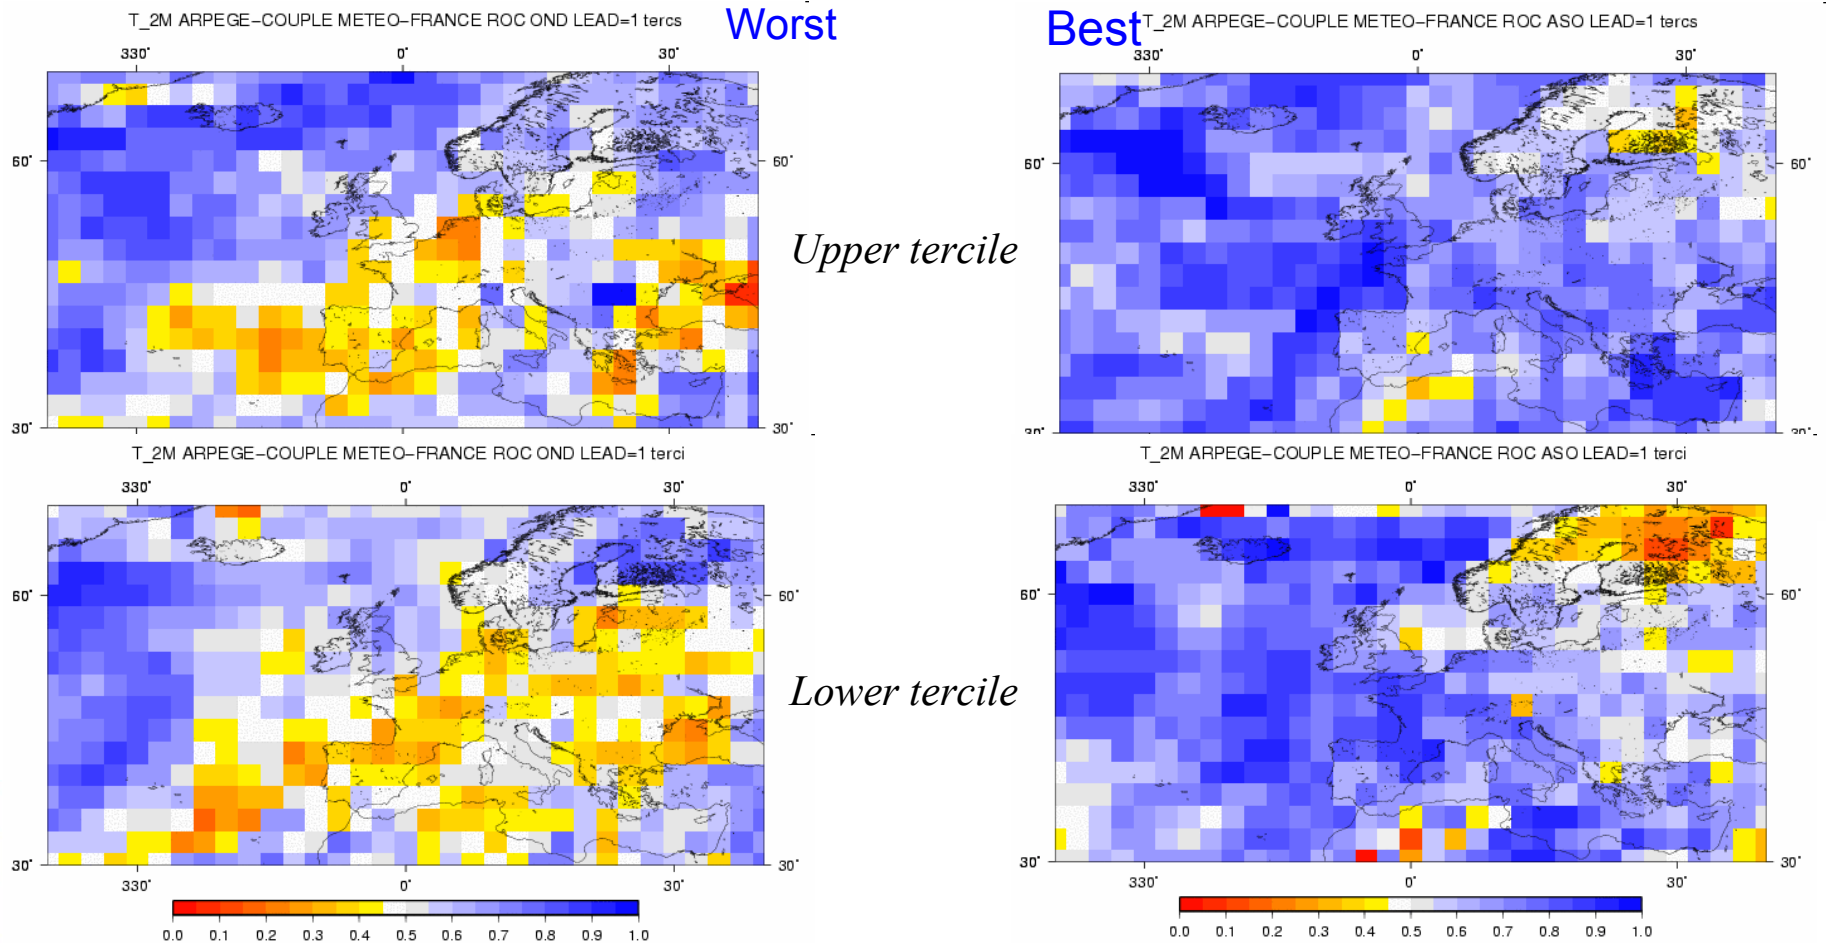 T_2M ARPEGE-COUPLE METEO-FRANCE ROC OND LEAD=1 tercs
Worst
330° 0° 30°
60° 60°
30° 30°
Best
T_2M ARPEGE-COUPLE METEO-FRANCE ROC ASO LEAD=1 tercs
330° 0° 30°
60° 60°
30° 30°
Upper tercile
T_2M ARPEGE-COUPLE METEO-FRANCE ROC OND LEAD=1 terci
330° 0° 30°
60° 60°
30° 30°
330° 0° 30°
0.0 0.1 0.2 0.3 0.4 0.5 0.6 0.7 0.8 0.9 1.0
Lower tercile
T_2M ARPEGE-COUPLE METEO-FRANCE ROC ASO LEAD=1 terci
330° 0° 30°
60° 60°
30° 30°
330° 0° 30°
0.0 0.1 0.2 0.3 0.4 0.5 0.6 0.7 0.8 0.9 1.0